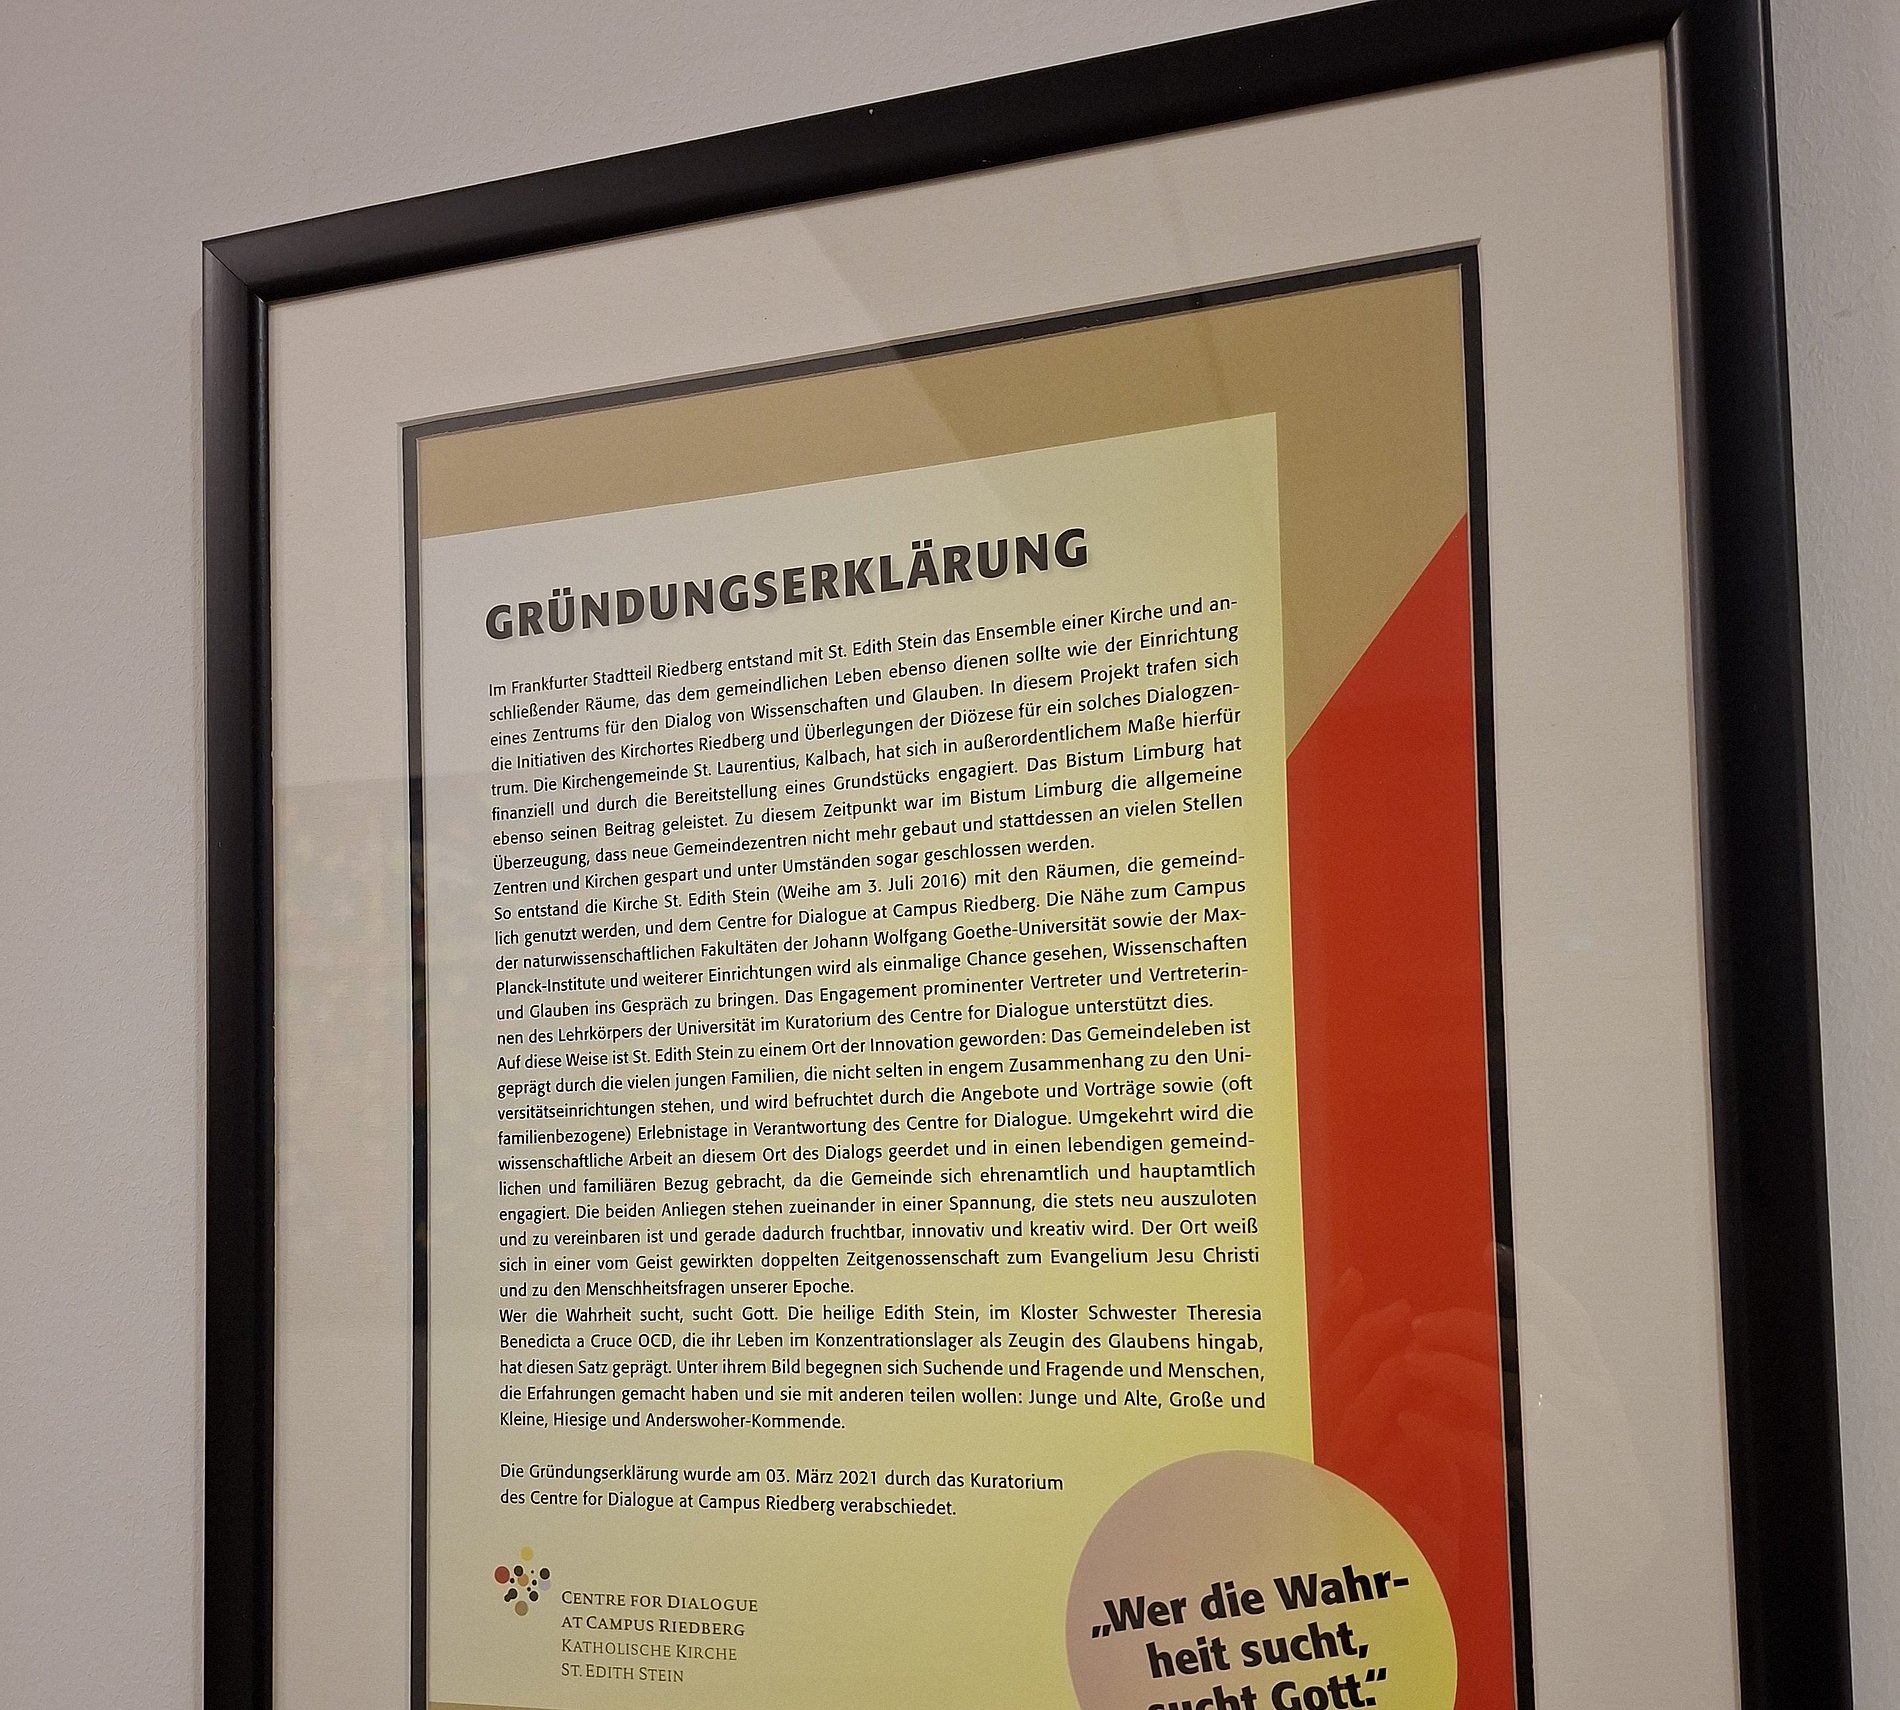 GRÜNDUNGSERKLÄRUNG
Im Frankfurter Stadtteil Riedberg entstand mit St. Edith Stein das Ensemble einer Kirche und an-
schließender Räume, das dem gemeindlichen Leben ebenso dienen sollte wie der Einrichtung
eines Zentrums für den Dialog von Wissenschaften und Glauben. In diesem Projekt trafen sich
die Initiativen des Kirchortes Riedberg und Überlegungen der Diözese für ein solches Dialogzen-
trum. Die Kirchengemeinde St. Laurentius, Kalbach, hat sich in außerordentlichem Maße hierfür
finanziell und durch die Bereitstellung eines Grundstücks engagiert. Das Bistum Limburg hat
ebenso seinen Beitrag geleistet. Zu diesem Zeitpunkt war im Bistum Limburg die allgemeine
Überzeugung, dass neue Gemeindezentren nicht mehr gebaut und stattdessen an vielen Stellen
Zentren und Kirchen gespart und unter Umständen sogar geschlossen werden.
So entstand die Kirche St. Edith Stein (Weihe am 3. Juli 2016) mit den Räumen, die gemeind-
lich genutzt werden, und dem Centre for Dialogue at Campus Riedberg. Die Nähe zum Campus
der naturwissenschaftlichen Fakultäten der Johann Wolfgang Goethe-Universität sowie der Max-
Planck-Institute und weiterer Einrichtungen wird als einmalige Chance gesehen, Wissenschaften
und Glauben ins Gespräch zu bringen. Das Engagement prominenter Vertreter und Vertreterin-
nen des Lehrkörpers der Universität im Kuratorium des Centre for Dialogue unterstützt dies.
Auf diese Weise ist St. Edith Stein zu einem Ort der Innovation geworden: Das Gemeindeleben ist
geprägt durch die vielen jungen Familien, die nicht selten in engem Zusammenhang zu den Uni-
versitätseinrichtungen stehen, und wird befruchtet durch die Angebote und Vorträge sowie (oft
familienbezogene) Erlebnistage in Verantwortung des Centre for Dialogue. Umgekehrt wird die
wissenschaftliche Arbeit an diesem Ort des Dialogs geerdet und in einen lebendigen gemeind-
lichen und familiären Bezug gebracht, da die Gemeinde sich ehrenamtlich und hauptamtlich
engagiert. Die beiden Anliegen stehen zueinander in einer Spannung, die stets neu auszuloten
und zu vereinbaren ist und gerade dadurch fruchtbar, innovativ und kreativ wird. Der Ort weiß
sich in einer vom Geist gewirkten doppelten Zeitgenossenschaft zum Evangelium Jesu Christi
und zu den Menschheitsfragen unserer Epoche.
Wer die Wahrheit sucht, sucht Gott. Die heilige Edith Stein, im Kloster Schwester Theresia
Benedicta a Cruce OCD, die ihr Leben im Konzentrationslager als Zeugin des Glaubens hingab,
hat diesen Satz geprägt. Unter ihrem Bild begegnen sich Suchende und Fragende und Menschen,
die Erfahrungen gemacht haben und sie mit anderen teilen wollen: Junge und Alte, Große und
Kleine, Hiesige und Anderswoher-Kommende.
Die Gründungserklärung wurde am 03. März 2021 durch das Kuratorium
des Centre for Dialogue at Campus Riedberg verabschiedet.
CENTRE FOR DIALOGUE
AT CAMPUS RIEDBERG
KATHOLISCHE KIRCHE
ST. EDITH STEIN
„Wer die Wahr-
heit sucht,
sucht Gott.“